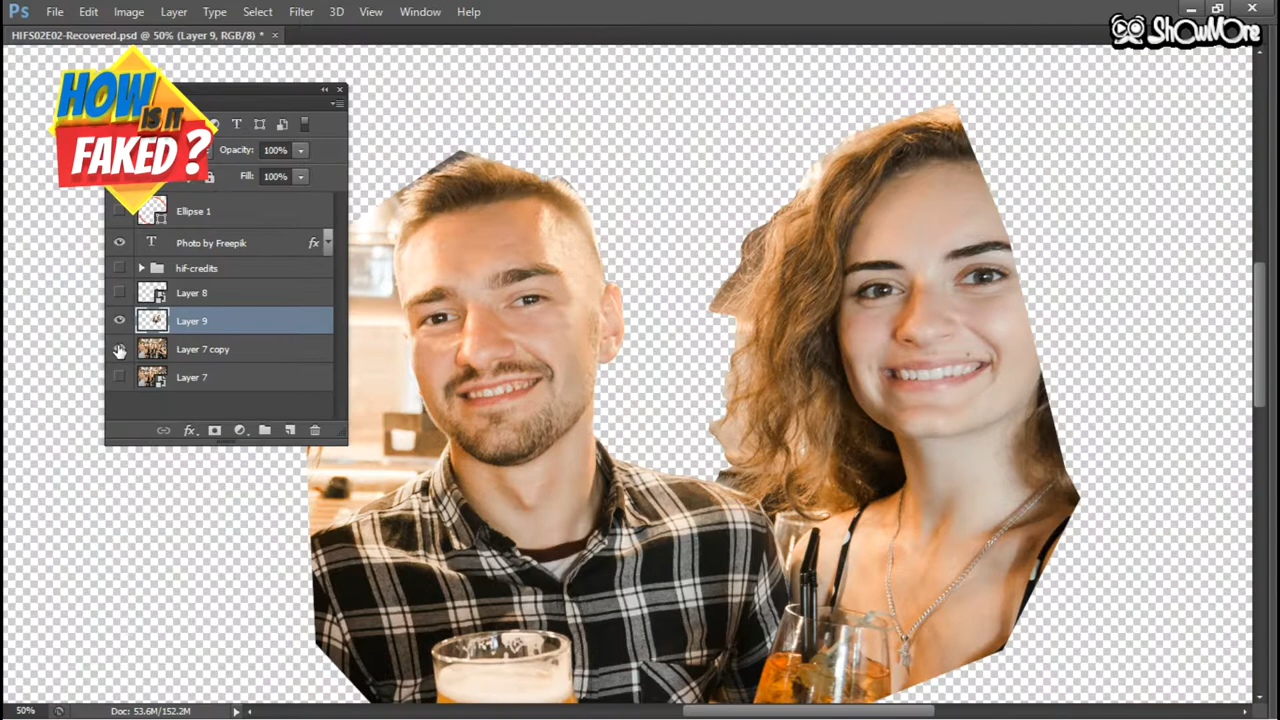 Ps File Edit Image Layer Type Select Filter 3D View Window Help
ShowMore
HIFS02E02-Recovered.psd @ 50% (Layer 9, RGB/8) *
HOW
IS IT
FAKED?
T
Opacity: 100%
Fill: 100%
Ellipse 1
T Photo by Freepik fx
hif-credits
Layer 8
Layer 9
Layer 7 copy
Layer 7
fx
50% Doc: 53.6M/152.2M